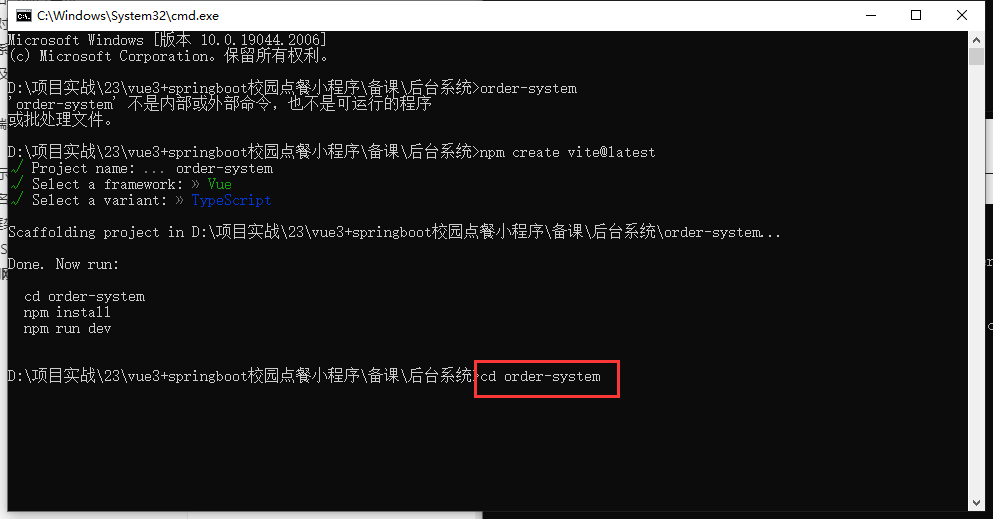 C:\Windows\System32\cmd.exe
Microsoft Windows [版本 10.0.19044.2006]
(c) Microsoft Corporation。保留所有权利。
D:\项目实战\23\vue3+springboot校园点餐小程序\备课\后台系统>order-system
'order-system' 不是内部或外部命令，也不是可运行的程序
或批处理文件。
D:\项目实战\23\vue3+springboot校园点餐小程序\备课\后台系统>npm create vite@latest
√ Project name: ... order-system
√ Select a framework: » Vue
√ Select a variant: » TypeScript
Scaffolding project in D:\项目实战\23\vue3+springboot校园点餐小程序\备课\后台系统\order-system...
Done. Now run:
cd order-system
npm install
npm run dev
D:\项目实战\23\vue3+springboot校园点餐小程序\备课\后台系统>cd order-system